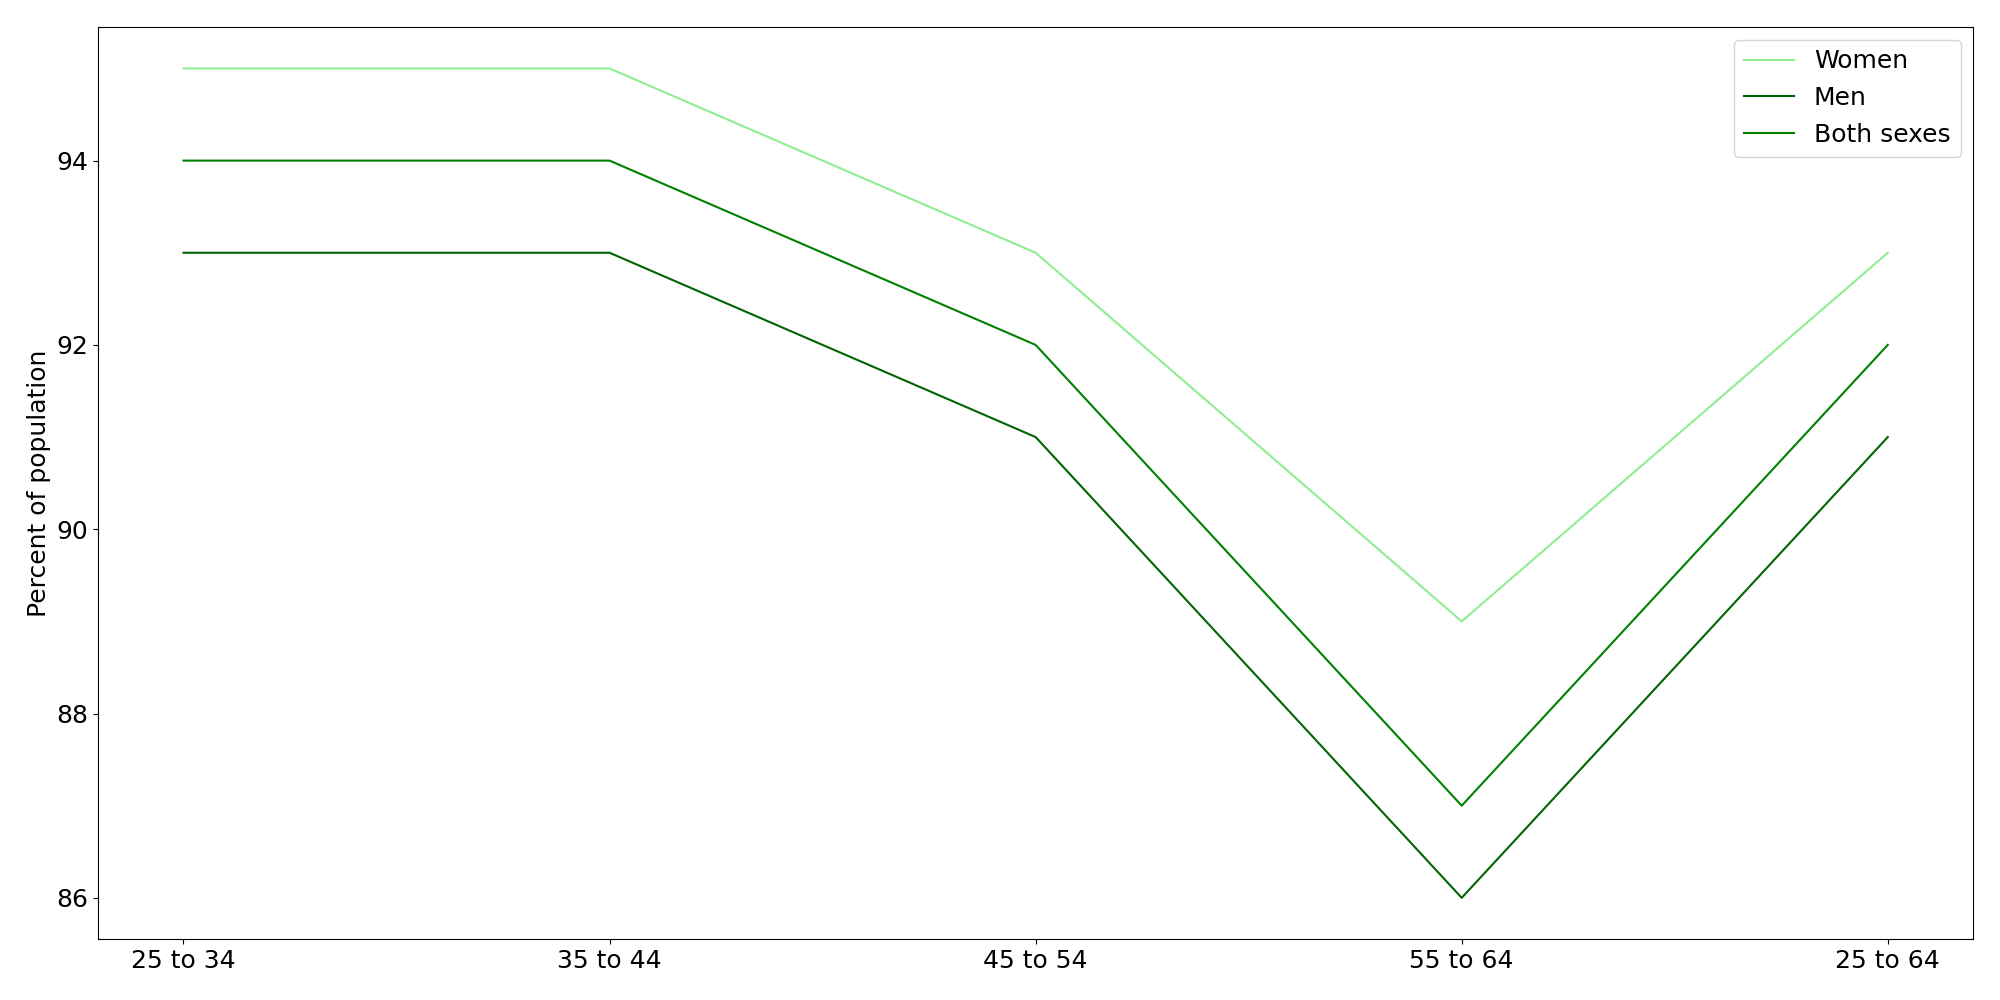 Women
Men
Both sexes
Percent of population
94
92
90
88
86
25 to 34
35 to 44
45 to 54
55 to 64
25 to 64